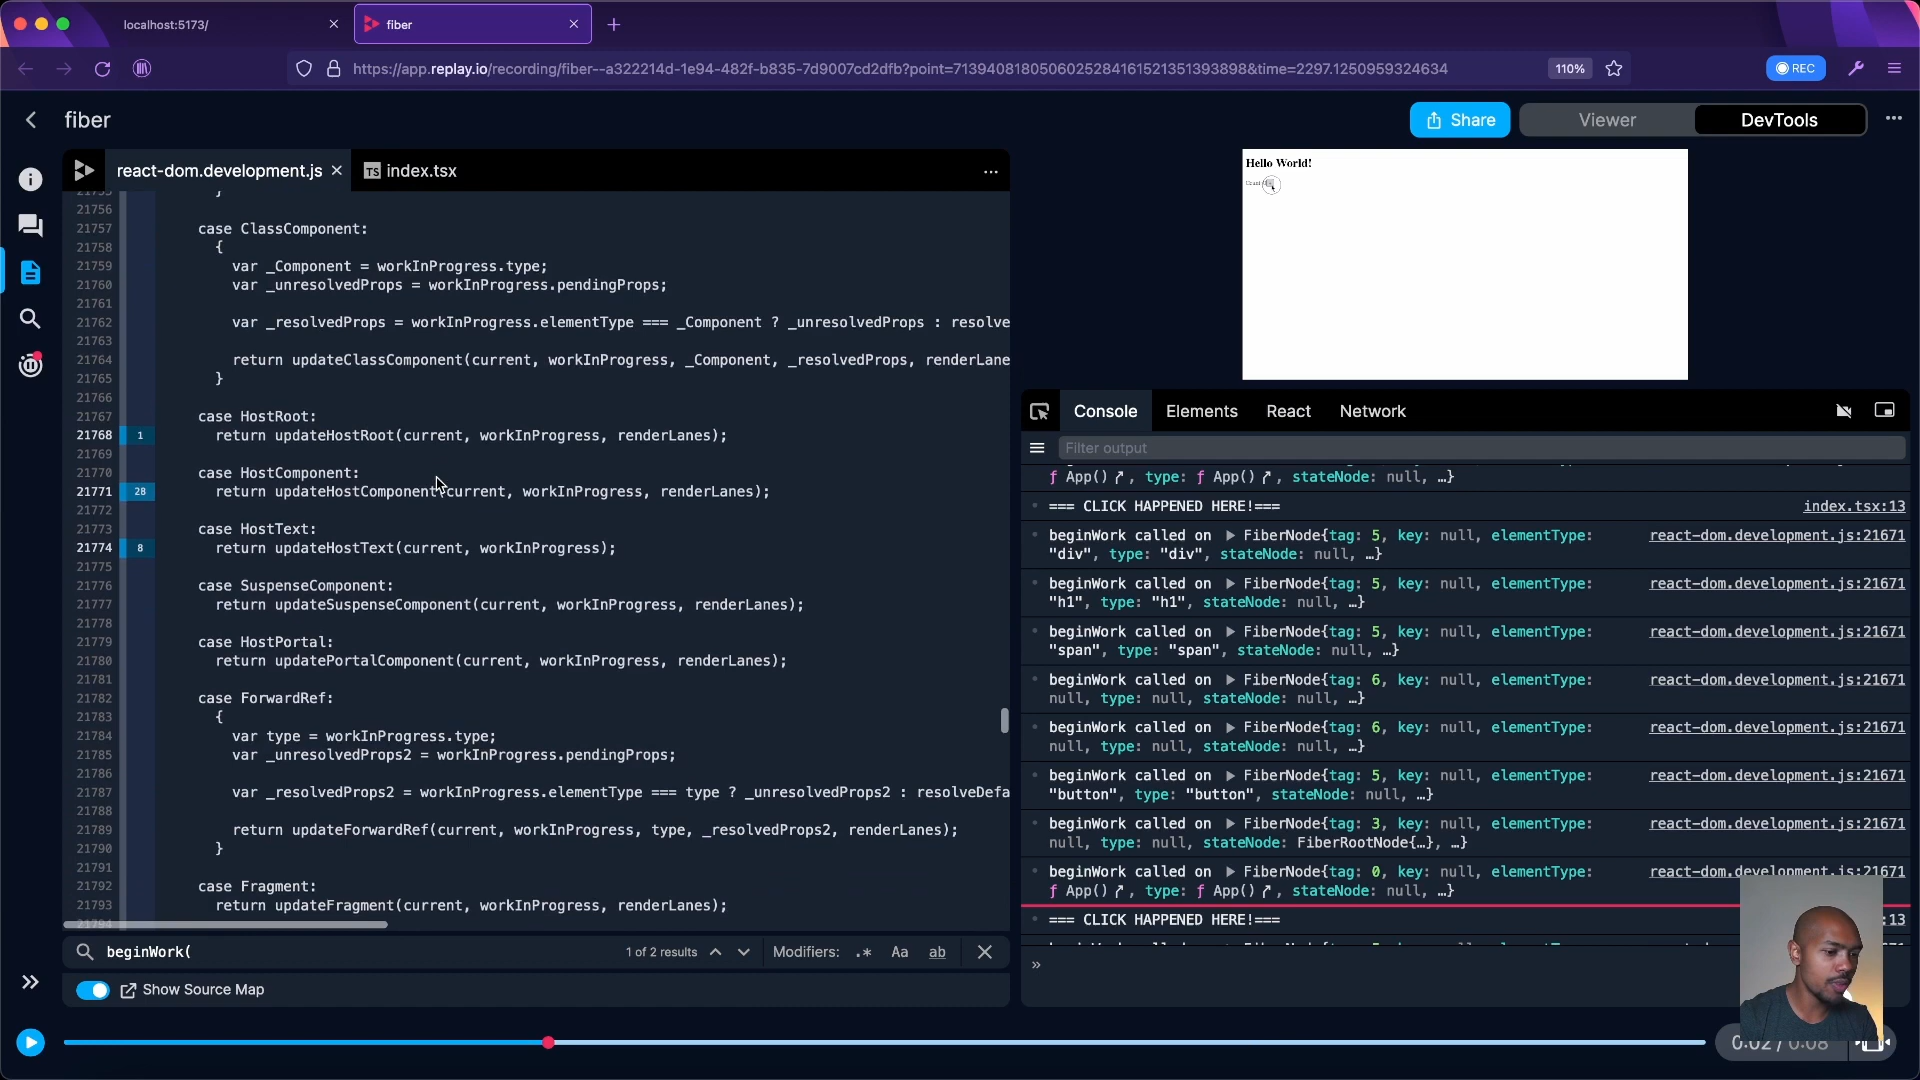 localhost:5173/
fiber
https://app.replay.io/recording/fiber--a322214d-1e94-482f-b835-7d9007cd2dfb?point=71394081805060252841615213513​93898&time=2297.1250959324634
110%
REC
fiber
Share
Viewer
DevTools
react-dom.development.js
TS index.tsx
21755 }
21756
21757 case ClassComponent:
21758 {
21759 var _Component = workInProgress.type;
21760 var _unresolvedProps = workInProgress.pendingProps;
21761
21762 var _resolvedProps = workInProgress.elementType === _Component ? _unresolvedProps : resolve
21763
21764 return updateClassComponent(current, workInProgress, _Component, _resolvedProps, renderLane
21765 }
21766
21767 case HostRoot:
21768 1 return updateHostRoot(current, workInProgress, renderLanes);
21769
21770 case HostComponent:
21771 28 return updateHostComponent(current, workInProgress, renderLanes);
21772
21773 case HostText:
21774 8 return updateHostText(current, workInProgress);
21775
21776 case SuspenseComponent:
21777 return updateSuspenseComponent(current, workInProgress, renderLanes);
21778
21779 case HostPortal:
21780 return updatePortalComponent(current, workInProgress, renderLanes);
21781
21782 case ForwardRef:
21783 {
21784 var type = workInProgress.type;
21785 var _unresolvedProps2 = workInProgress.pendingProps;
21786
21787 var _resolvedProps2 = workInProgress.elementType === type ? _unresolvedProps2 : resolveDefa
21788
21789 return updateForwardRef(current, workInProgress, type, _resolvedProps2, renderLanes);
21790 }
21791
21792 case Fragment:
21793 return updateFragment(current, workInProgress, renderLanes);
21794
beginWork(
1 of 2 results
Modifiers:
.*
Aa
ab
Show Source Map
Hello World!
Console
Elements
React
Network
Filter output
ƒ App(), type: ƒ App(), stateNode: null, …}
=== CLICK HAPPENED HERE!=== index.tsx:13
beginWork called on ▶ FiberNode{tag: 5, key: null, elementType: react-dom.development.js:21671
"div", type: "div", stateNode: null, …}
beginWork called on ▶ FiberNode{tag: 5, key: null, elementType: react-dom.development.js:21671
"h1", type: "h1", stateNode: null, …}
beginWork called on ▶ FiberNode{tag: 5, key: null, elementType: react-dom.development.js:21671
"span", type: "span", stateNode: null, …}
beginWork called on ▶ FiberNode{tag: 6, key: null, elementType: react-dom.development.js:21671
null, type: null, stateNode: null, …}
beginWork called on ▶ FiberNode{tag: 6, key: null, elementType: react-dom.development.js:21671
null, type: null, stateNode: null, …}
beginWork called on ▶ FiberNode{tag: 5, key: null, elementType: react-dom.development.js:21671
"button", type: "button", stateNode: null, …}
beginWork called on ▶ FiberNode{tag: 3, key: null, elementType: react-dom.development.js:21671
null, type: null, stateNode: FiberRootNode{…}, …}
beginWork called on ▶ FiberNode{tag: 0, key: null, elementType: react-dom.development.js:21671
ƒ App(), type: ƒ App(), stateNode: null, …}
=== CLICK HAPPENED HERE!=== :13
»
0:02 / 0:08